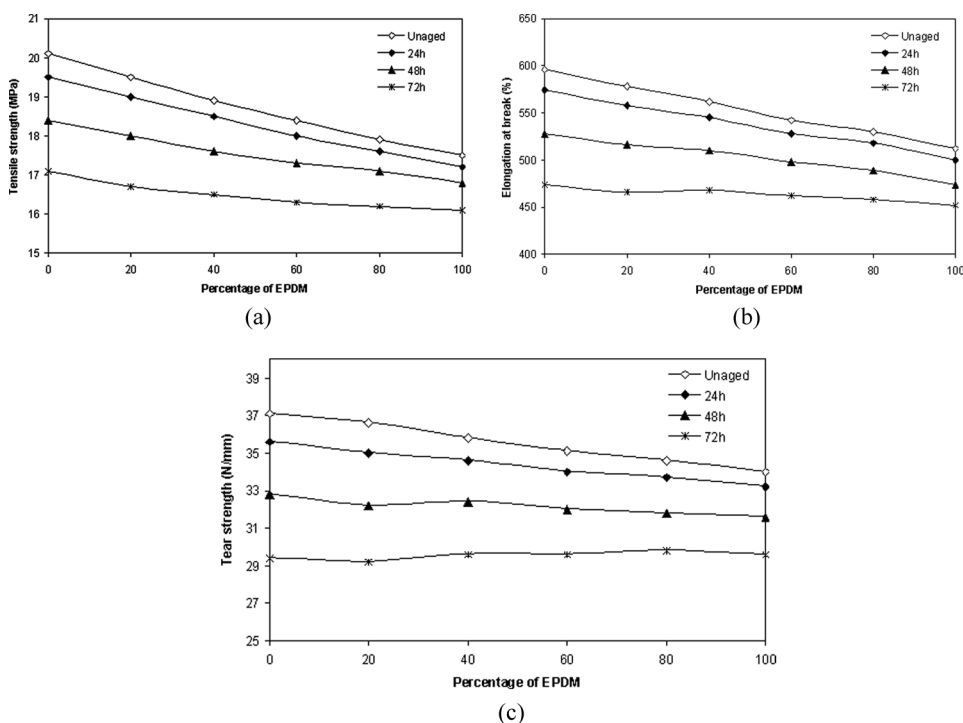 21
20
19
18
17
16
15
Tensile strength (MPa)
Unaged
24h
48h
72h
0 20 40 60 80 100
Percentage of EPDM
(a)
650
600
550
500
450
400
Elongation at break (%)
Unaged
24h
48h
72h
0 20 40 60 80 100
Percentage of EPDM
(b)
39
37
35
33
31
29
27
25
Tear strength (N/mm)
Unaged
24h
48h
72h
0 20 40 60 80 100
Percentage of EPDM
(c)